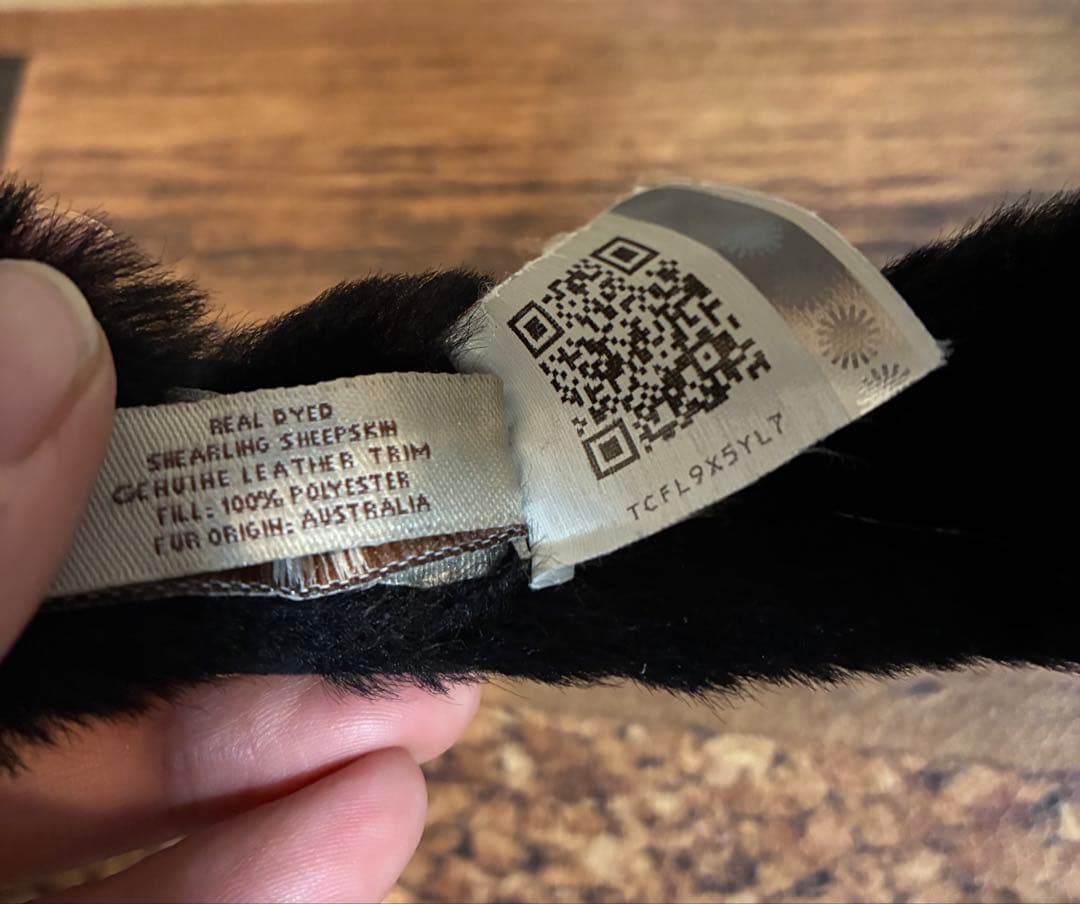 REAL DYED
SHEARLING SHEEPSKIN
GENUINE LEATHER TRIM
FILL: 100% POLYESTER
FUR ORIGIN: AUSTRALIA
TCFL9X5YL7